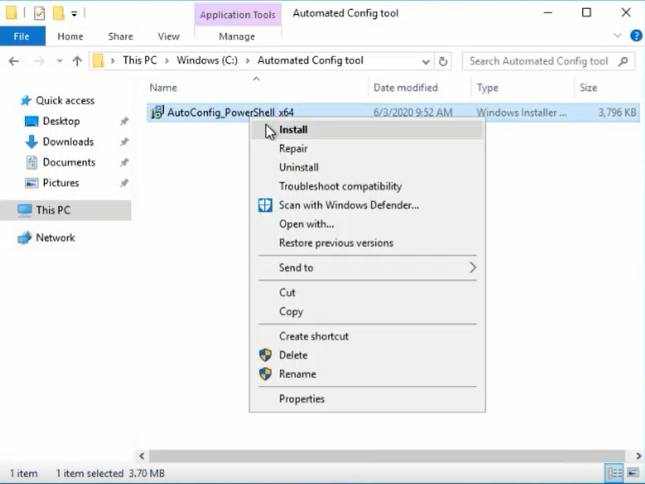 Application Tools Automated Config tool
File Home Share View Manage
This PC Windows (C:) Automated Config tool Search Automated Config tool
Name Date modified Type Size
Quick access
AutoConfig_PowerShell x64 6/3/2020 9:52 AM Windows Installer ... 3,796 KB
Desktop
Downloads
Documents
Pictures
This PC
Network
Install
Repair
Uninstall
Troubleshoot compatibility
Scan with Windows Defender...
Open with...
Restore previous versions
Send to
Cut
Copy
Create shortcut
Delete
Rename
Properties
1 item 1 item selected 3.70 MB